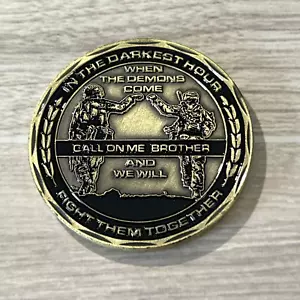 IN THE DARKEST HOUR
WHEN
THE DEMONS
COME
CALL ON ME BROTHER
AND
WE WILL
FIGHT THEM TOGETHER